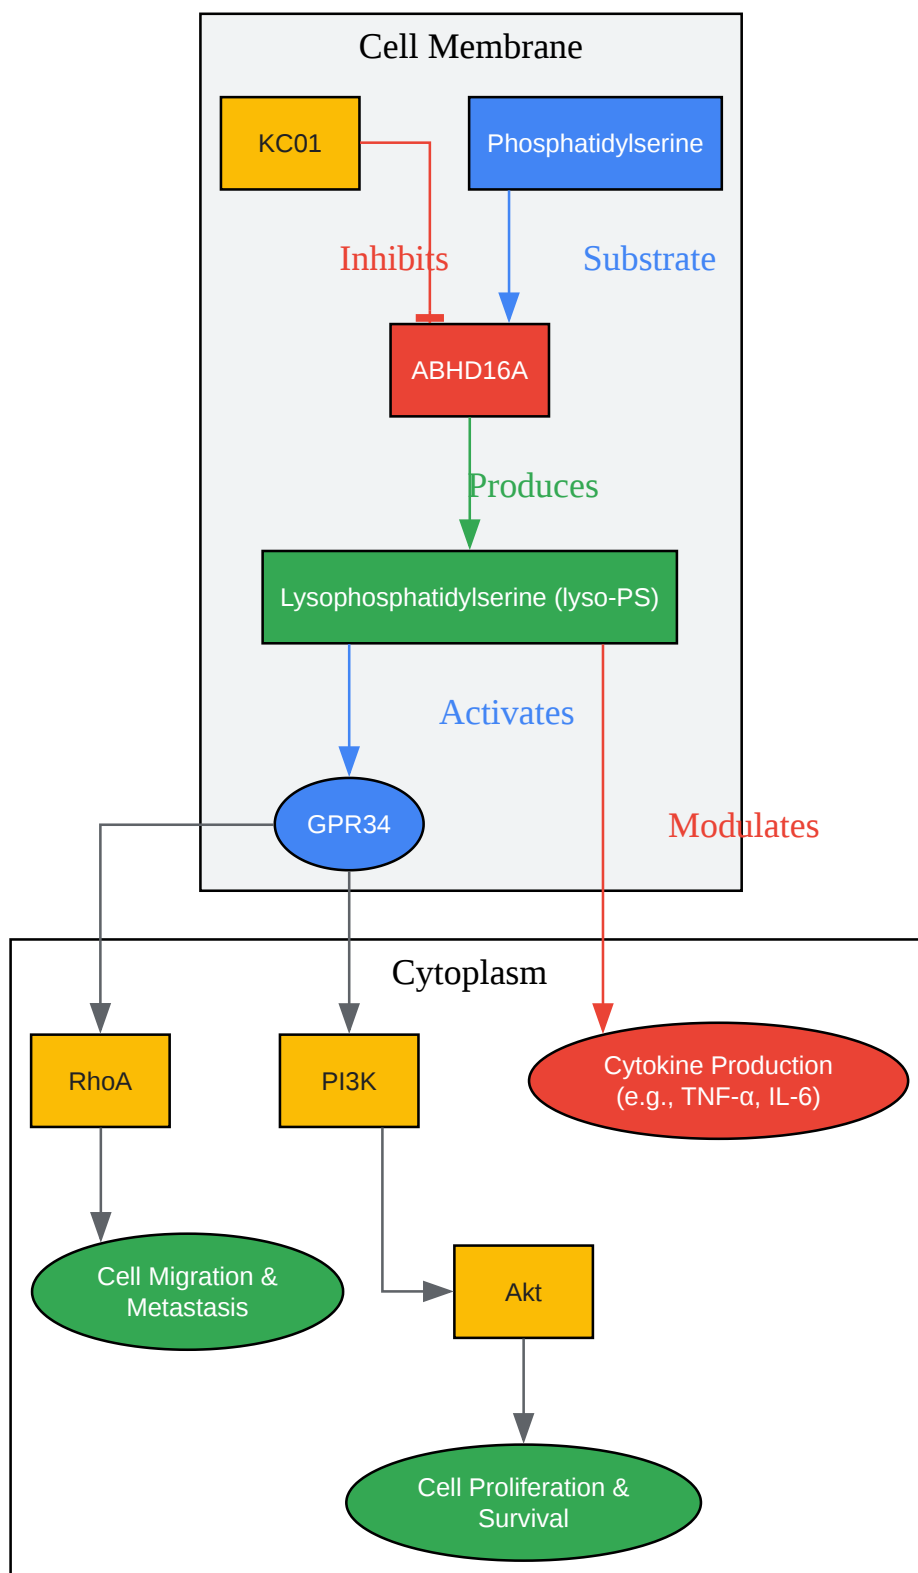 Cell Membrane
KC01
Phosphatidylserine
Inhibits
Substrate
ABHD16A
Produces
Lysophosphatidylserine (lyso-PS)
Activates
GPR34
Modulates
Cytoplasm
RhoA
PI3K
Cytokine Production
(e.g., TNF-α, IL-6)
Cell Migration &
Metastasis
Akt
Cell Proliferation &
Survival